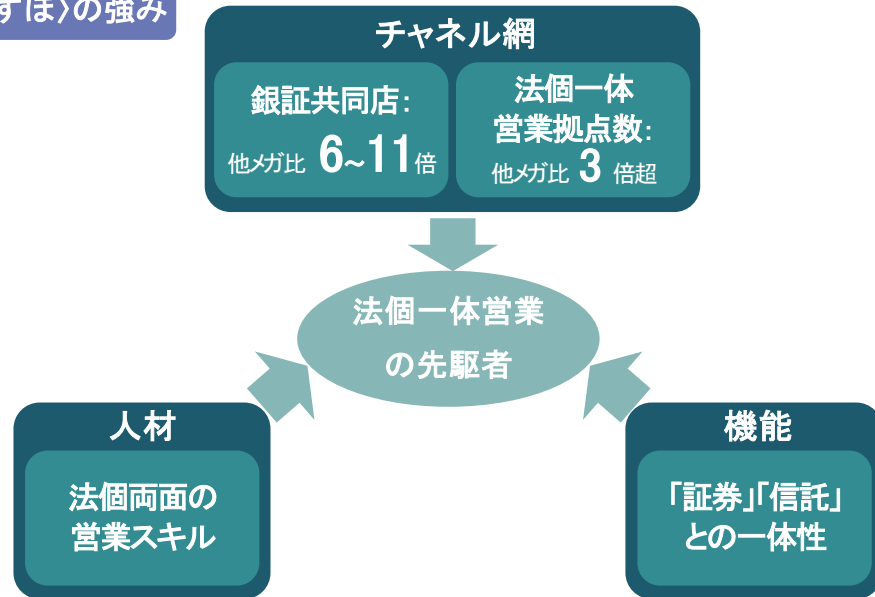 ずほ〉の強み
チャネル網
銀証共同店:
他メガ比 6~11倍
法個一体
営業拠点数:
他メガ比 3 倍超
法個一体営業
の先駆者
人材
法個両面の
営業スキル
機能
「証券」「信託」
との一体性